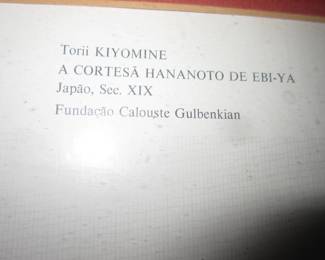 Torii KIYOMINE
A CORTESÃ HANANOTO DE EBI-YA
Japão, Sec. XIX
Fundação Calouste Gulbenkian